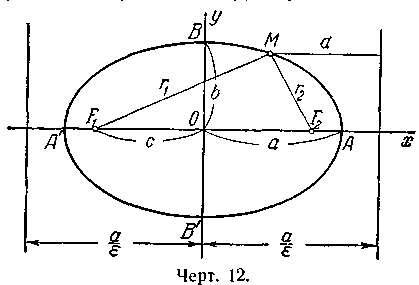 y
B M d
r₁ b r₂
F₁ O F₂
A' c a A x
B'
a/ε a/ε
Черт. 12.